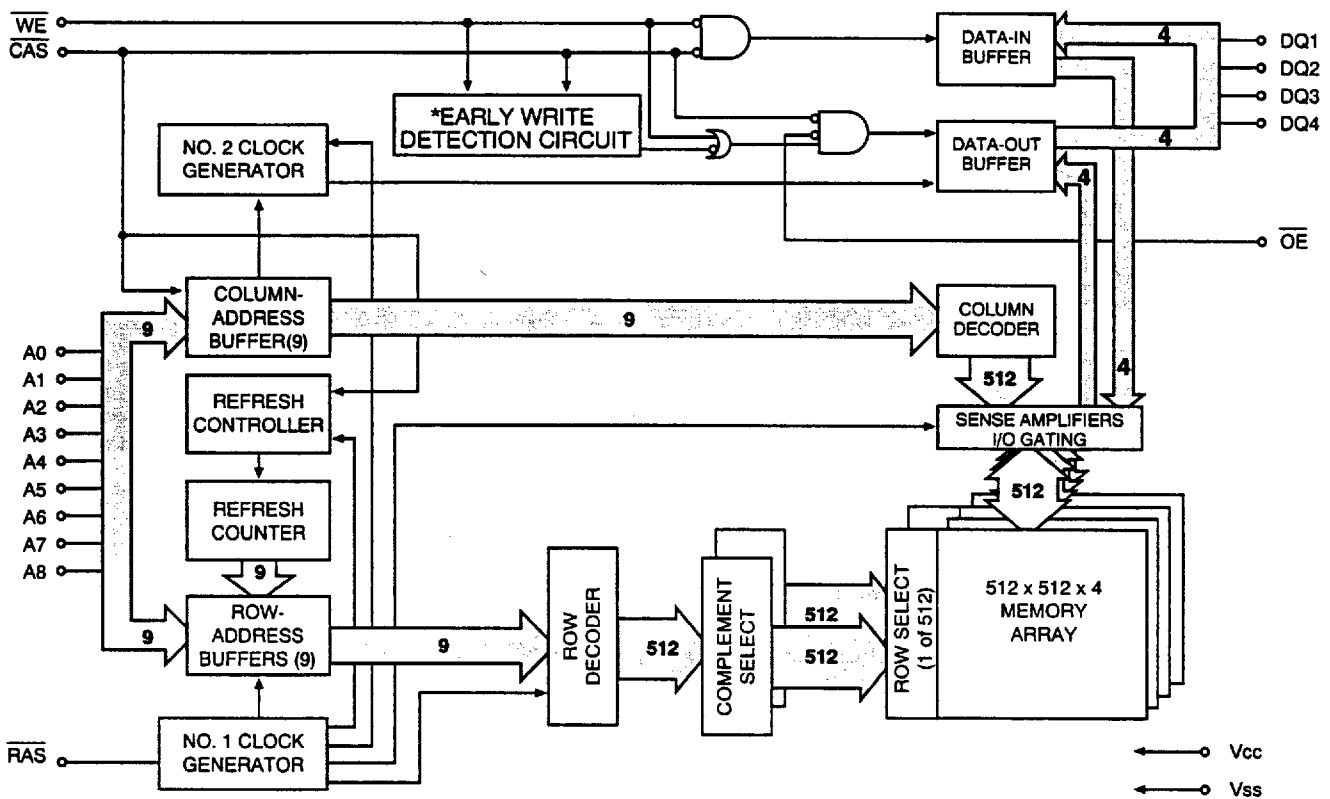 WE
CAS
*EARLY WRITE
DETECTION CIRCUIT
DATA-IN
BUFFER
4
DQ1
DQ2
DQ3
DQ4
NO. 2 CLOCK
GENERATOR
DATA-OUT
BUFFER
4
4
OE
COLUMN-
ADDRESS
BUFFER(9)
9
9
COLUMN
DECODER
4
512
A0
A1
A2
A3
A4
A5
A6
A7
A8
REFRESH
CONTROLLER
SENSE AMPLIFIERS
I/O GATING
REFRESH
COUNTER
512
9
ROW-
ADDRESS
BUFFERS (9)
9
9
ROW
DECODER
512
COMPLEMENT
SELECT
512
512
ROW SELECT
(1 of 512)
512 x 512 x 4
MEMORY
ARRAY
RAS
NO. 1 CLOCK
GENERATOR
Vcc
Vss